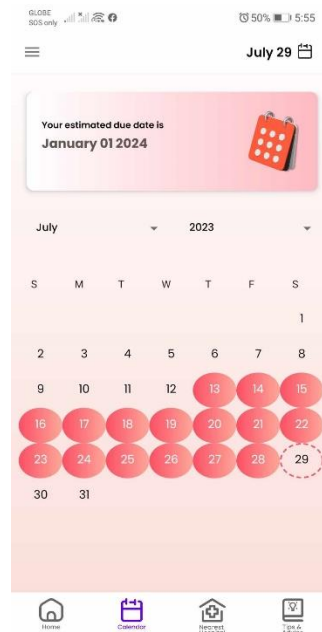 GLOBE
SOS only
50% 5:55
July 29
Your estimated due date is
January 01 2024
July 2023
S M T W T F S
1
2 3 4 5 6 7 8
9 10 11 12 13 14 15
16 17 18 19 20 21 22
23 24 25 26 27 28 29
30 31
Home Calendar Nearest Tips &